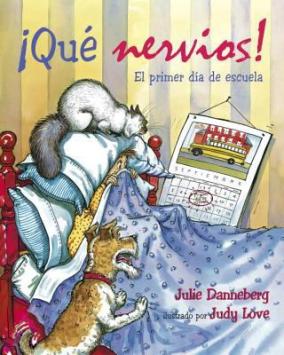 ¡Qué nervios!
El primer día de escuela
SEPTIEMBRE
Julie Danneberg
ilustrado por Judy Love